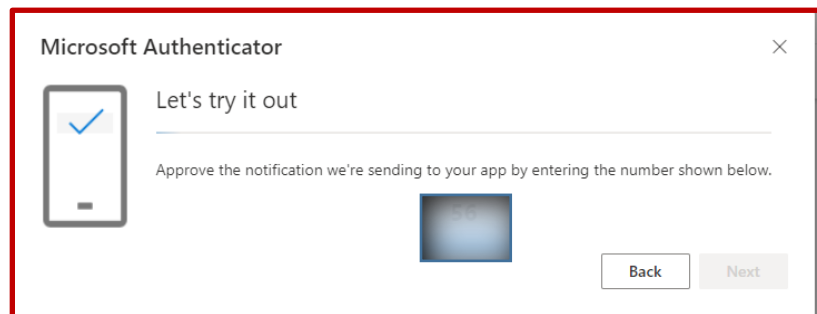 Microsoft Authenticator
Let's try it out
Approve the notification we're sending to your app by entering the number shown below.
56
Back
Next